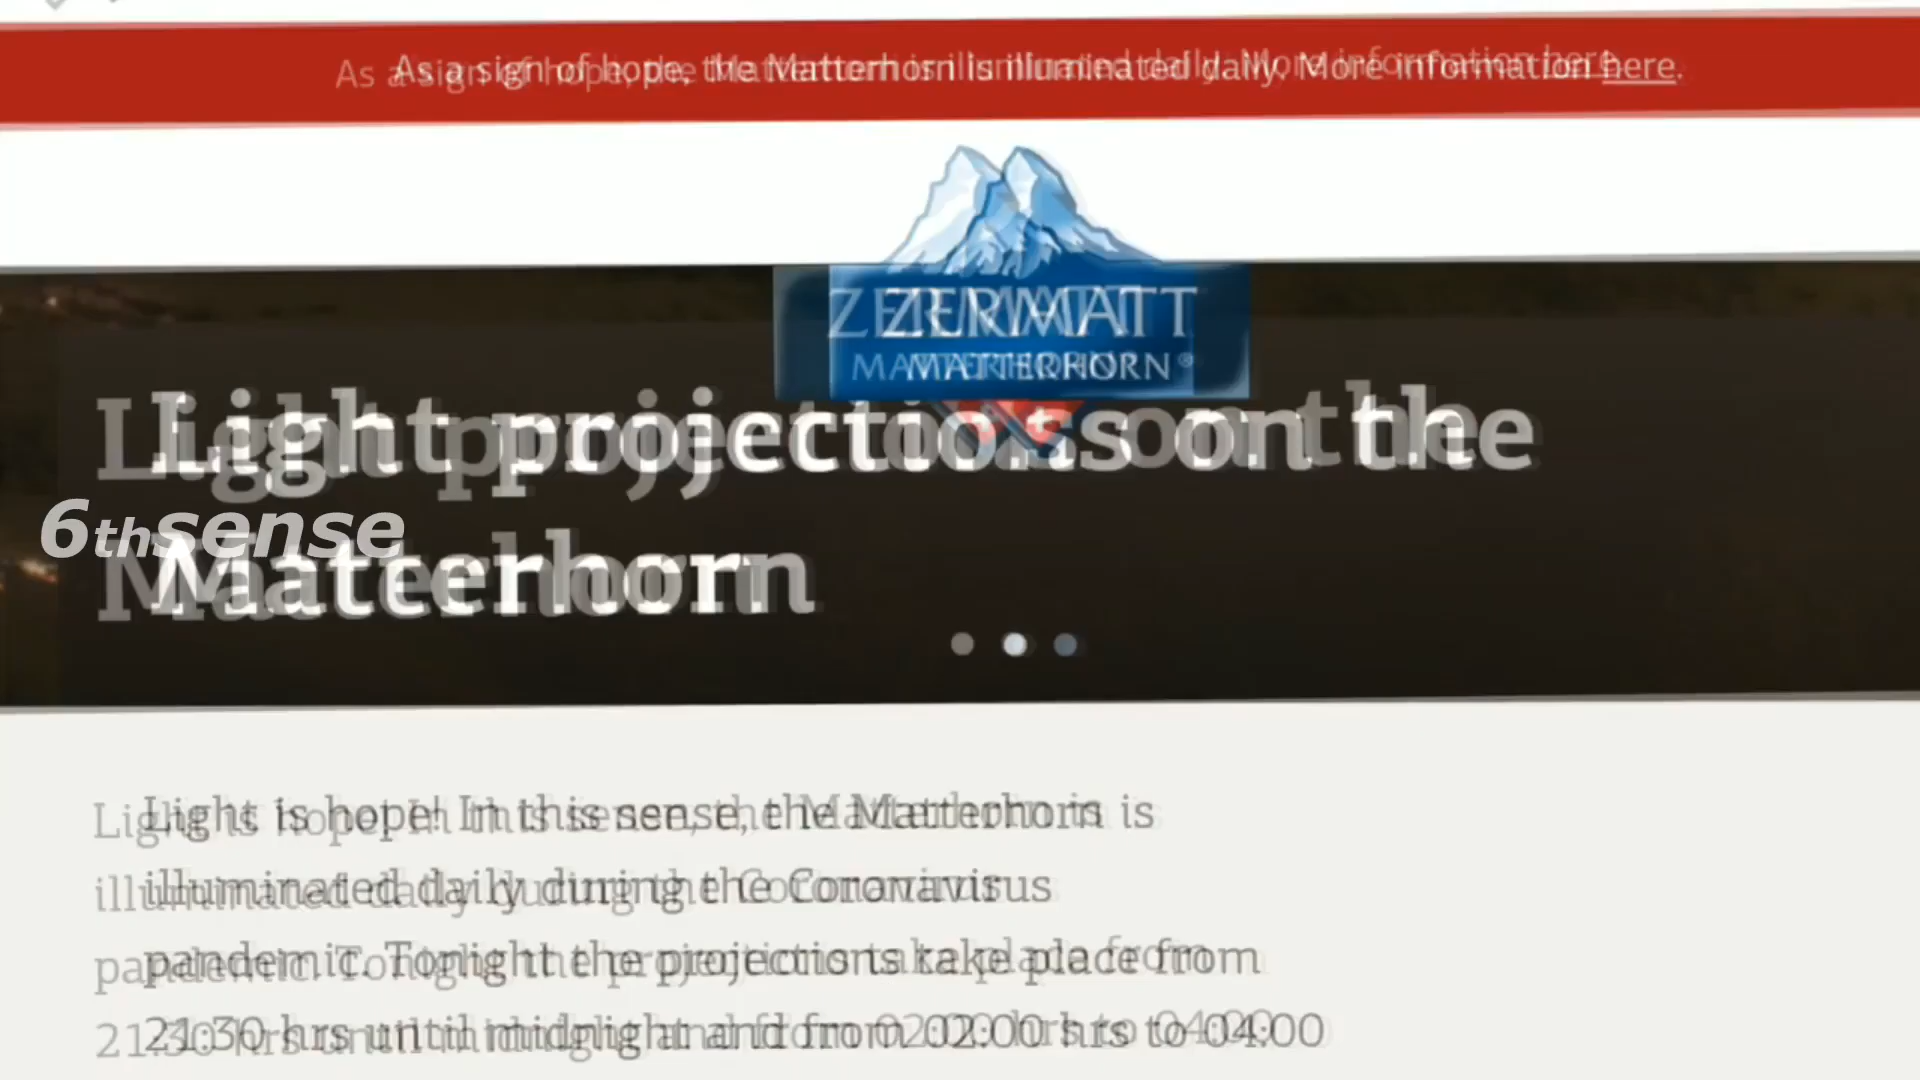 As a sign of hope, the Matterhorn is illuminated daily. More information here.
ZERMATT
MATTERHORN®
Light projections on the
6thsense
Matterhorn
Light is hope! In this sense, the Matterhorn is
illuminated daily during the Coronavirus
pandemic. Tonight the projections take place from
21:30 hrs until midnight and from 02:00 hrs to 04:00